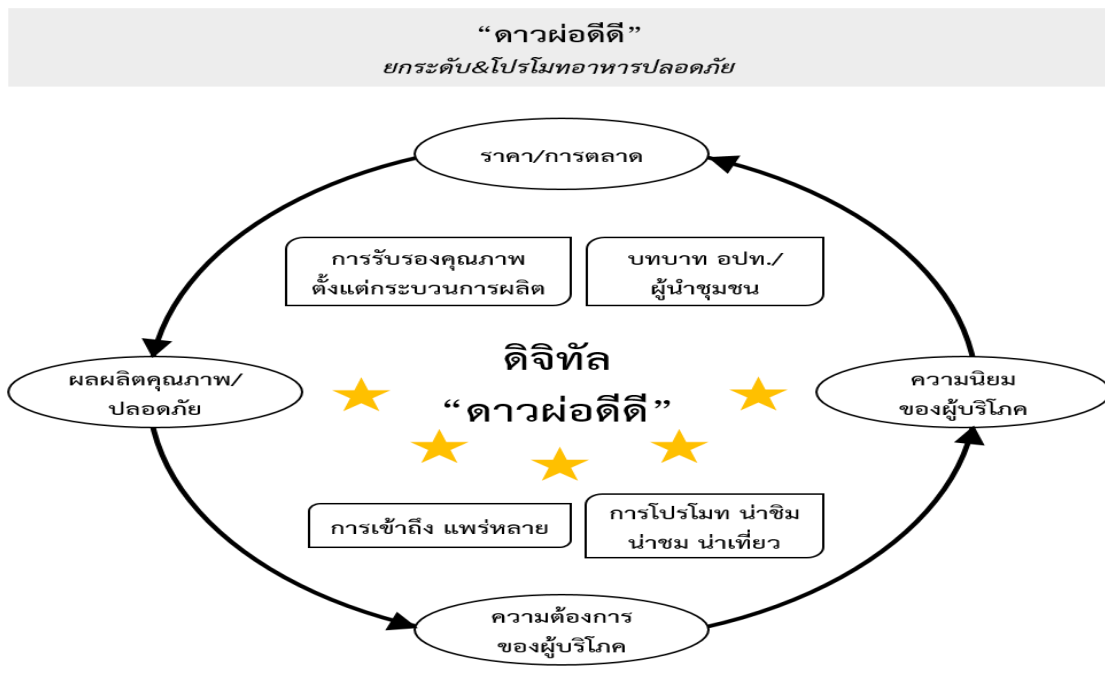 “ดาวผ่อดีดี”
ยกระดับ&โปรโมทอาหารปลอดภัย
ราคา/การตลาด
การรับรองคุณภาพ
ตั้งแต่กระบวนการผลิต
บทบาท อปท./
ผู้นำชุมชน
ผลผลิตคุณภาพ/
ปลอดภัย
ดิจิทัล
“ดาวผ่อดีดี”
ความนิยม
ของผู้บริโภค
การเข้าถึง แพร่หลาย
การโปรโมท น่าชิม
น่าชม น่าเที่ยว
ความต้องการ
ของผู้บริโภค